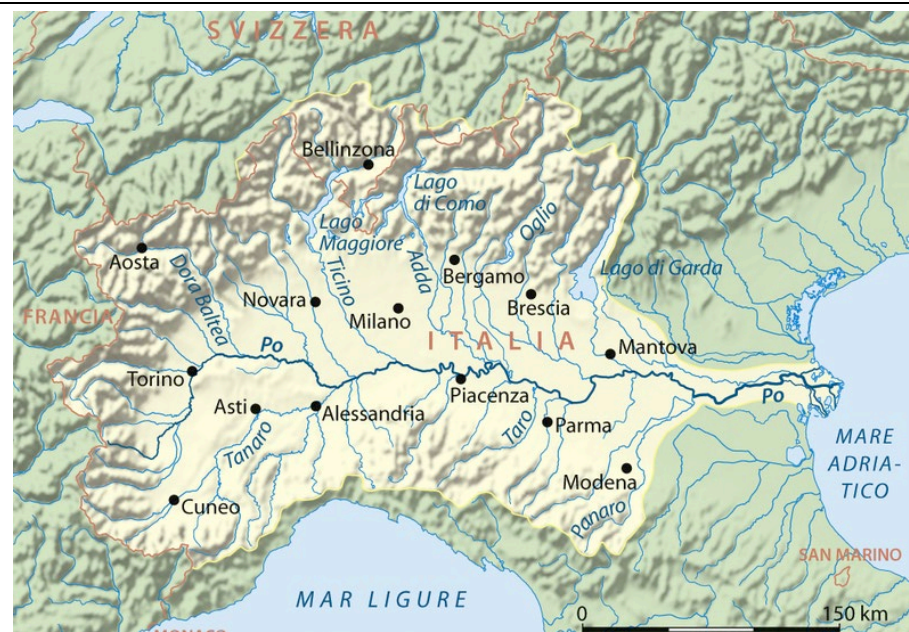 SVIZZERA
Bellinzona
Lago
di Como
Lago
Maggiore
Oglio
Aosta
Dora Baltea
Ticino
Adda
Bergamo
Lago di Garda
Novara
Milano
Brescia
FRANCIA
ITALIA
Po
Mantova
Torino
Piacenza
Po
Asti
Alessandria
Tanaro
Taro
Parma
MARE
ADRIA-
TICO
Modena
Cuneo
Panaro
SAN MARINO
MAR LIGURE
0
150 km
MONACO